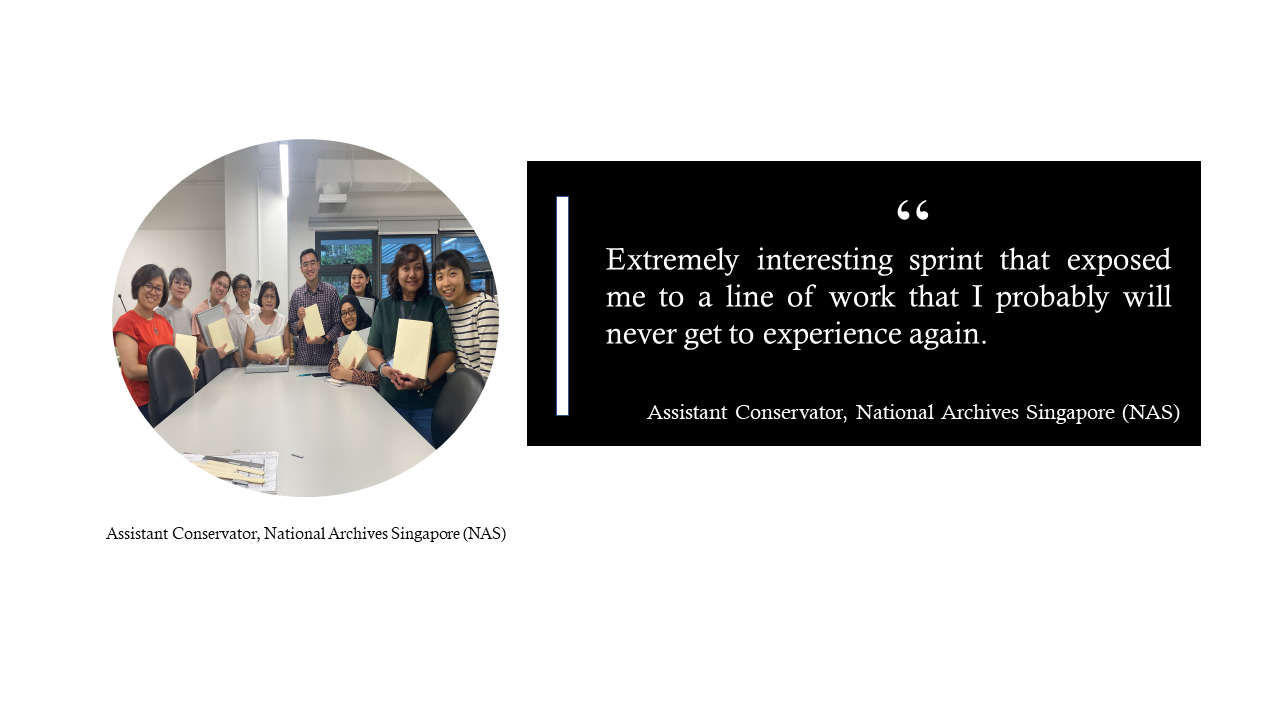 “
Extremely interesting sprint that exposed
me to a line of work that I probably will
never get to experience again.
Assistant Conservator, National Archives Singapore (NAS)
Assistant Conservator, National Archives Singapore (NAS)